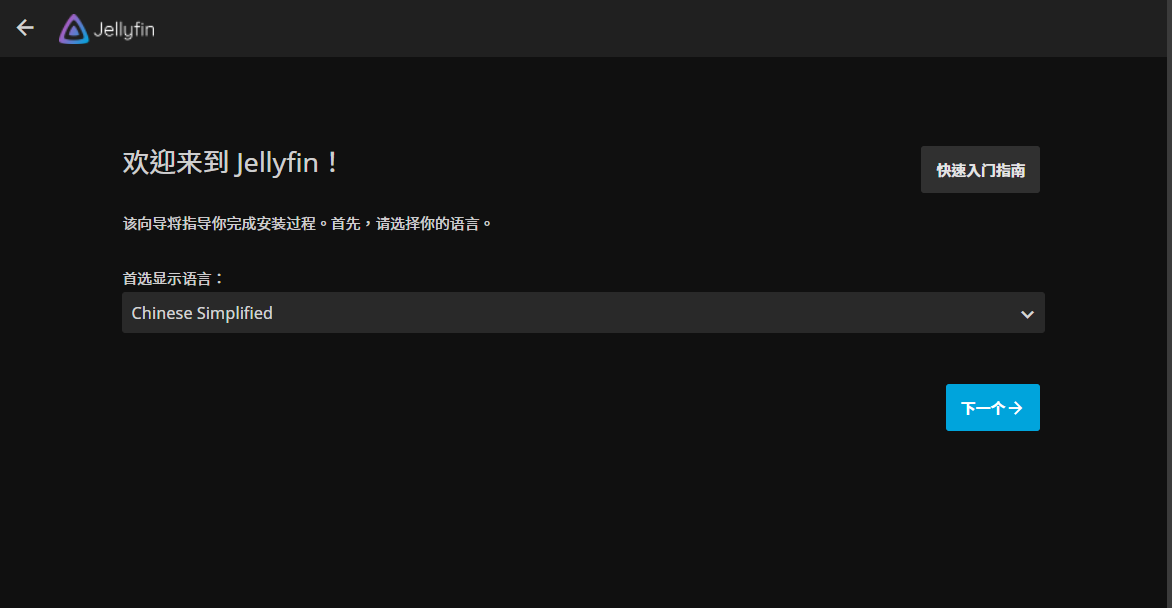 Jellyfin
欢迎来到 Jellyfin！
快速入门指南
该向导将指导你完成安装过程。首先，请选择你的语言。
首选显示语言：
Chinese Simplified
下一个